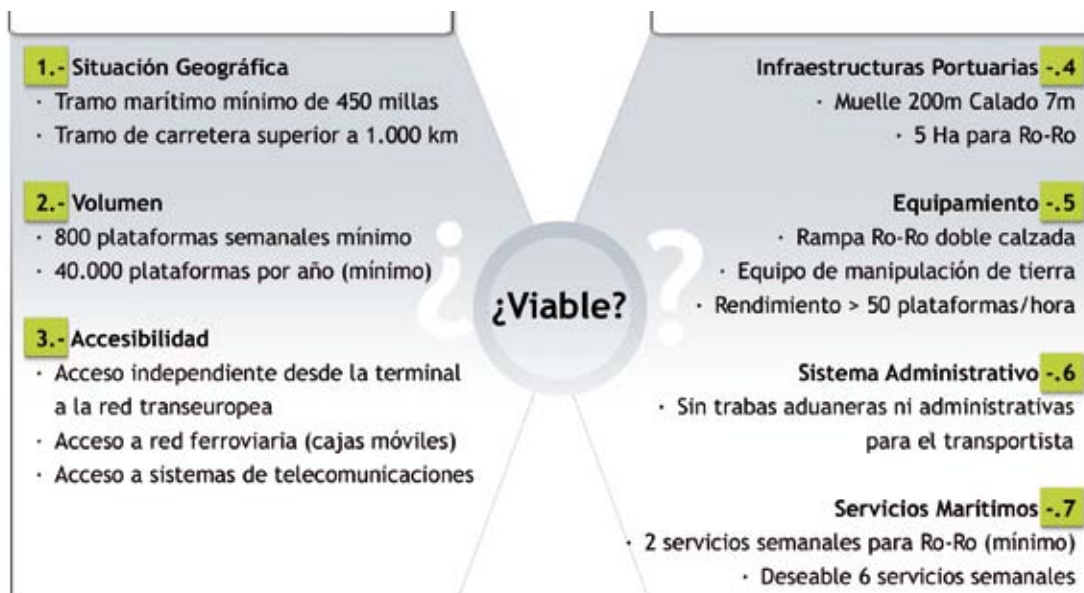 1.- Situación Geográfica
· Tramo marítimo mínimo de 450 millas
· Tramo de carretera superior a 1.000 km
2.- Volumen
· 800 plataformas semanales mínimo
· 40.000 plataformas por año (mínimo)
3.- Accesibilidad
· Acceso independiente desde la terminal
a la red transeuropea
· Acceso a red ferroviaria (cajas móviles)
· Acceso a sistemas de telecomunicaciones
¿ ?
¿Viable?
Infraestructuras Portuarias -.4
· Muelle 200m Calado 7m
· 5 Ha para Ro-Ro
Equipamiento -.5
· Rampa Ro-Ro doble calzada
· Equipo de manipulación de tierra
· Rendimiento > 50 plataformas/hora
Sistema Administrativo -.6
· Sin trabas aduaneras ni administrativas
para el transportista
Servicios Marítimos -.7
· 2 servicios semanales para Ro-Ro (mínimo)
· Deseable 6 servicios semanales